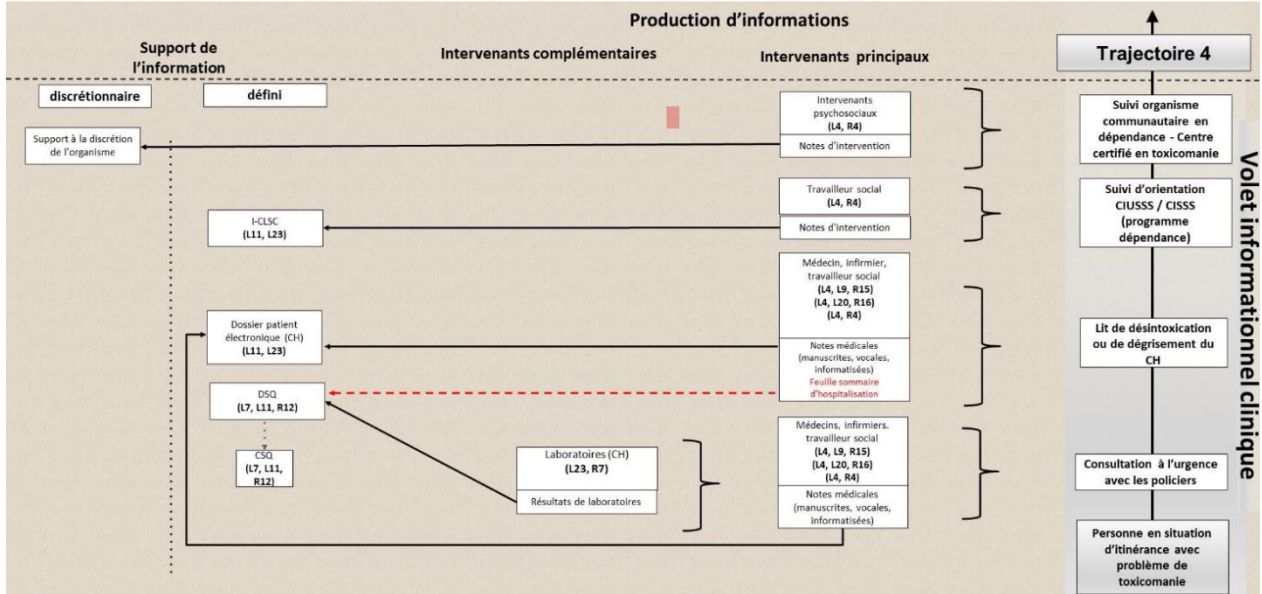 Production d’informations
Support de
l’information
Intervenants complémentaires
Intervenants principaux
Trajectoire 4
discrétionnaire
défini
Support à la discrétion
de l’organisme
Intervenants
psychosociaux
(L4, R4)
Notes d’intervention
Suivi organisme
communautaire en
dépendance - Centre
certifié en toxicomanie
I-CLSC
(L11, L23)
Travailleur social
(L4, R4)
Notes d’intervention
Suivi d’orientation
CIUSSS / CISSS
(programme
dépendance)
Dossier patient
électronique (CH)
(L11, L23)
Médecin, infirmier,
travailleur social
(L4, L9, R15)
(L4, L20, R16)
(L4, R4)
Notes médicales
(manuscrites, vocales,
informatisées)
Feuille sommaire
d’hospitalisation
Lit de désintoxication
ou de dégrisement du
CH
DSQ
(L7, L11, R12)
CSQ
(L7, L11,
R12)
Laboratoires (CH)
(L23, R7)
Résultats de laboratoires
Médecins, infirmiers.
travailleur social
(L4, L9, R15)
(L4, L20, R16)
(L4, R4)
Notes médicales
(manuscrites, vocales,
informatisées)
Consultation à l’urgence
avec les policiers
Personne en situation
d’itinérance avec
problème de
toxicomanie
Volet informationnel clinique